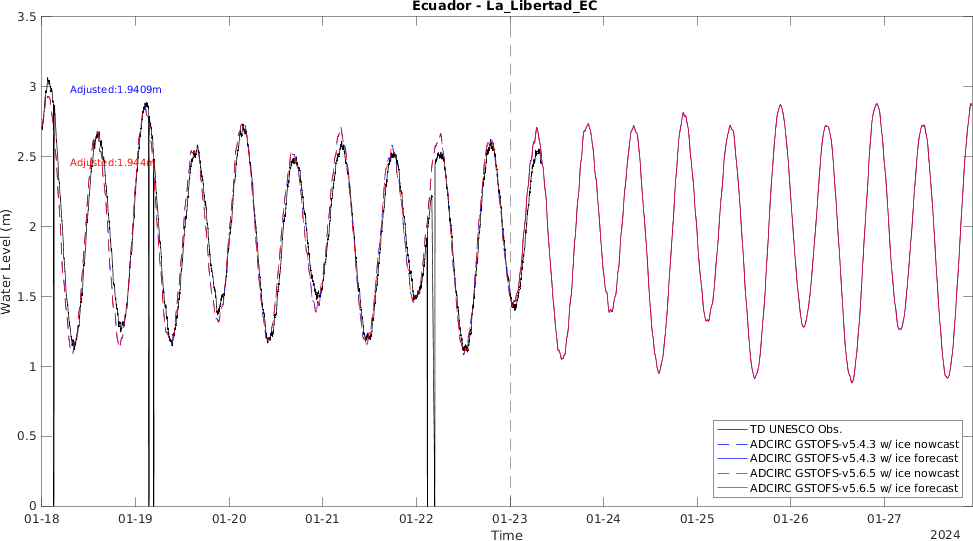 Ecuador - La_Libertad_EC
3.5
3
2.5
2
1.5
1
0.5
0
Water Level (m)
Adjusted:1.9409m
Adjusted:1.944m
TD UNESCO Obs.
ADCIRC GSTOFS-v5.4.3 w/ ice nowcast
ADCIRC GSTOFS-v5.4.3 w/ ice forecast
ADCIRC GSTOFS-v5.6.5 w/ ice nowcast
ADCIRC GSTOFS-v5.6.5 w/ ice forecast
01-18 01-19 01-20 01-21 01-22 01-23 01-24 01-25 01-26 01-27
Time
2024